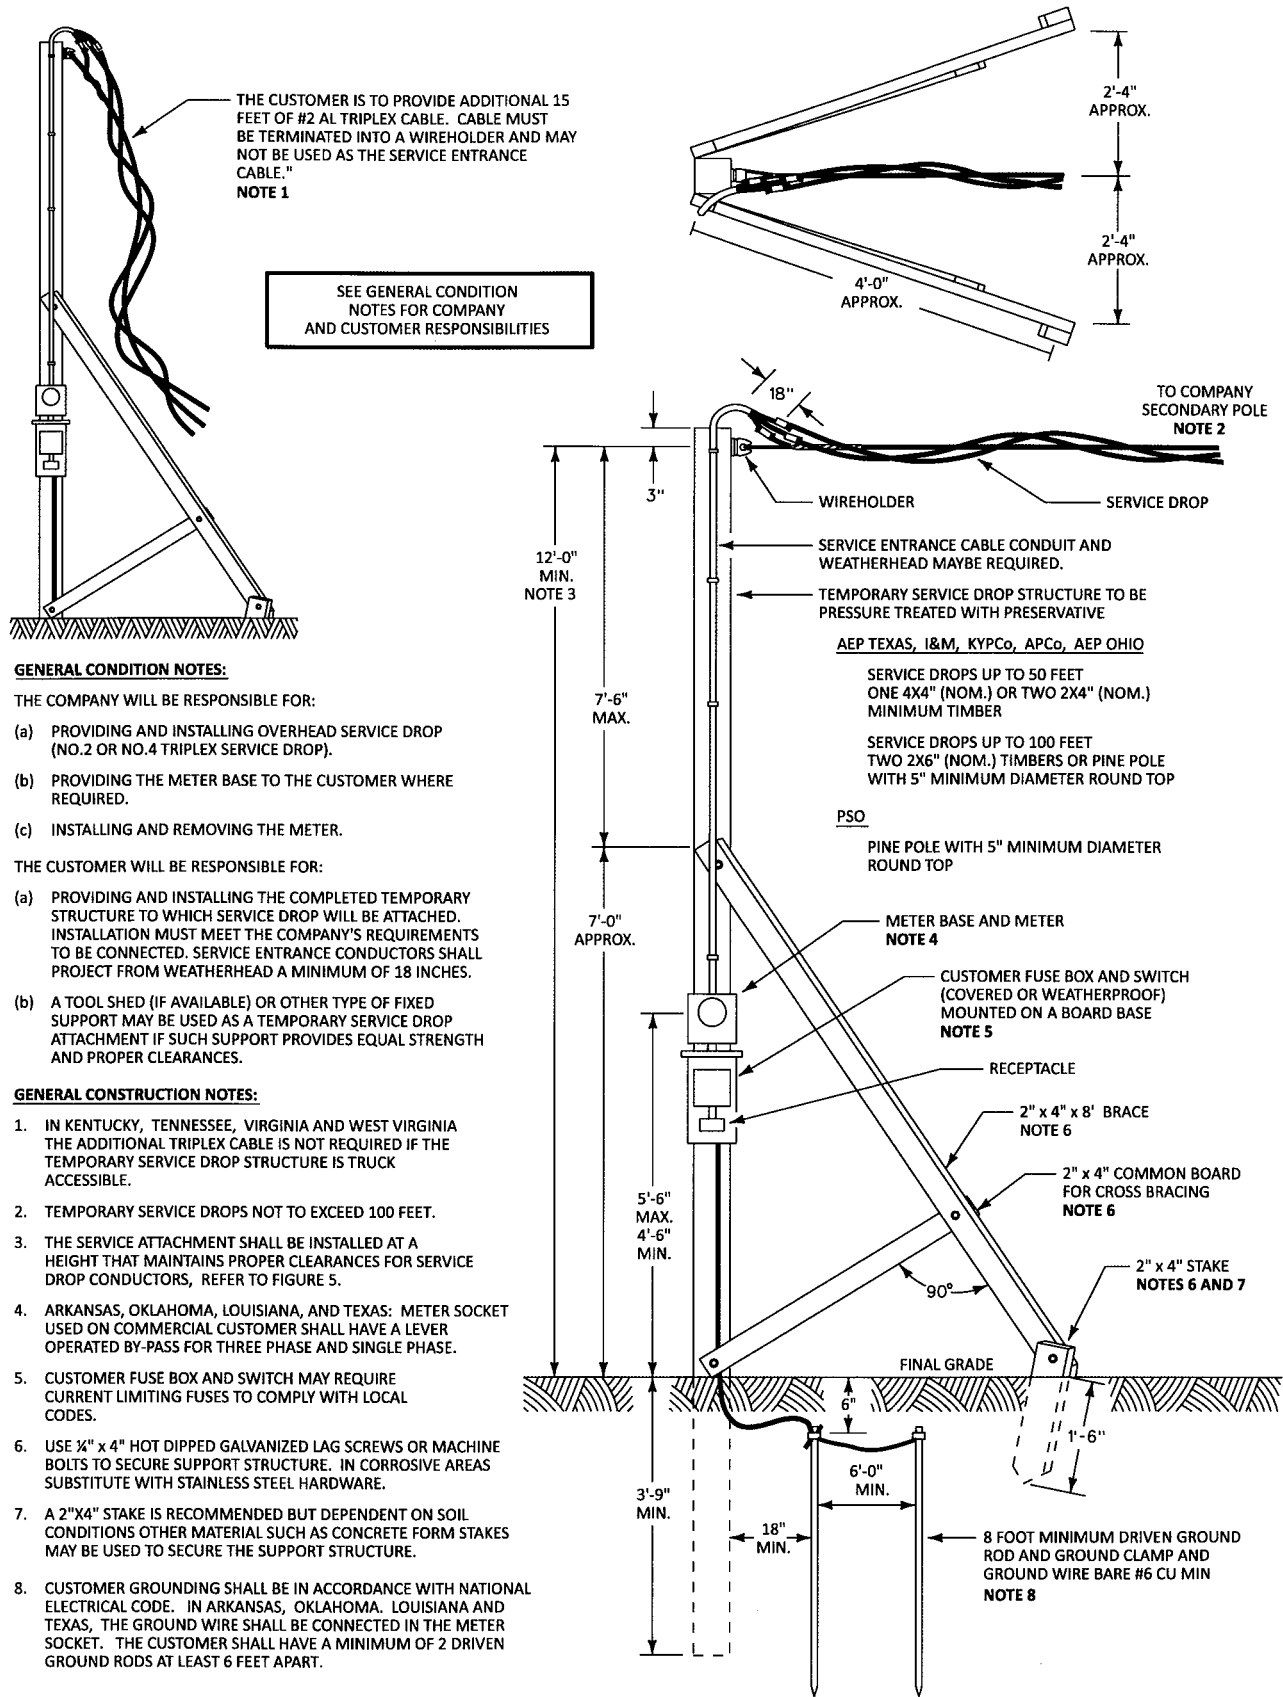 THE CUSTOMER IS TO PROVIDE ADDITIONAL 15
FEET OF #2 AL TRIPLEX CABLE. CABLE MUST
BE TERMINATED INTO A WIREHOLDER AND MAY
NOT BE USED AS THE SERVICE ENTRANCE
CABLE."
NOTE 1
SEE GENERAL CONDITION
NOTES FOR COMPANY
AND CUSTOMER RESPONSIBILITIES
2'-4"
APPROX.
2'-4"
APPROX.
4'-0"
APPROX.
18"
TO COMPANY
SECONDARY POLE
NOTE 2
3"
WIREHOLDER
SERVICE DROP
12'-0"
MIN.
NOTE 3
SERVICE ENTRANCE CABLE CONDUIT AND
WEATHERHEAD MAYBE REQUIRED.
TEMPORARY SERVICE DROP STRUCTURE TO BE
PRESSURE TREATED WITH PRESERVATIVE
AEP TEXAS, I&M, KYPCo, APCo, AEP OHIO
SERVICE DROPS UP TO 50 FEET
ONE 4X4" (NOM.) OR TWO 2X4" (NOM.)
MINIMUM TIMBER
SERVICE DROPS UP TO 100 FEET
TWO 2X6" (NOM.) TIMBERS OR PINE POLE
WITH 5" MINIMUM DIAMETER ROUND TOP
PSO
PINE POLE WITH 5" MINIMUM DIAMETER
ROUND TOP
7'-6"
MAX.
7'-0"
APPROX.
METER BASE AND METER
NOTE 4
CUSTOMER FUSE BOX AND SWITCH
(COVERED OR WEATHERPROOF)
MOUNTED ON A BOARD BASE
NOTE 5
RECEPTACLE
2" x 4" x 8' BRACE
NOTE 6
2" x 4" COMMON BOARD
FOR CROSS BRACING
NOTE 6
5'-6"
MAX.
4'-6"
MIN.
2" x 4" STAKE
NOTES 6 AND 7
90°
FINAL GRADE
6"
1'-6"
6'-0"
MIN.
3'-9"
MIN.
18"
MIN.
8 FOOT MINIMUM DRIVEN GROUND
ROD AND GROUND CLAMP AND
GROUND WIRE BARE #6 CU MIN
NOTE 8
GENERAL CONDITION NOTES:
THE COMPANY WILL BE RESPONSIBLE FOR:
(a) PROVIDING AND INSTALLING OVERHEAD SERVICE DROP
(NO.2 OR NO.4 TRIPLEX SERVICE DROP).
(b) PROVIDING THE METER BASE TO THE CUSTOMER WHERE
REQUIRED.
(c) INSTALLING AND REMOVING THE METER.
THE CUSTOMER WILL BE RESPONSIBLE FOR:
(a) PROVIDING AND INSTALLING THE COMPLETED TEMPORARY
STRUCTURE TO WHICH SERVICE DROP WILL BE ATTACHED.
INSTALLATION MUST MEET THE COMPANY'S REQUIREMENTS
TO BE CONNECTED. SERVICE ENTRANCE CONDUCTORS SHALL
PROJECT FROM WEATHERHEAD A MINIMUM OF 18 INCHES.
(b) A TOOL SHED (IF AVAILABLE) OR OTHER TYPE OF FIXED
SUPPORT MAY BE USED AS A TEMPORARY SERVICE DROP
ATTACHMENT IF SUCH SUPPORT PROVIDES EQUAL STRENGTH
AND PROPER CLEARANCES.
GENERAL CONSTRUCTION NOTES:
1. IN KENTUCKY, TENNESSEE, VIRGINIA AND WEST VIRGINIA
THE ADDITIONAL TRIPLEX CABLE IS NOT REQUIRED IF THE
TEMPORARY SERVICE DROP STRUCTURE IS TRUCK
ACCESSIBLE.
2. TEMPORARY SERVICE DROPS NOT TO EXCEED 100 FEET.
3. THE SERVICE ATTACHMENT SHALL BE INSTALLED AT A
HEIGHT THAT MAINTAINS PROPER CLEARANCES FOR SERVICE
DROP CONDUCTORS, REFER TO FIGURE 5.
4. ARKANSAS, OKLAHOMA, LOUISIANA, AND TEXAS: METER SOCKET
USED ON COMMERCIAL CUSTOMER SHALL HAVE A LEVER
OPERATED BY-PASS FOR THREE PHASE AND SINGLE PHASE.
5. CUSTOMER FUSE BOX AND SWITCH MAY REQUIRE
CURRENT LIMITING FUSES TO COMPLY WITH LOCAL
CODES.
6. USE ¼" x 4" HOT DIPPED GALVANIZED LAG SCREWS OR MACHINE
BOLTS TO SECURE SUPPORT STRUCTURE. IN CORROSIVE AREAS
SUBSTITUTE WITH STAINLESS STEEL HARDWARE.
7. A 2"X4" STAKE IS RECOMMENDED BUT DEPENDENT ON SOIL
CONDITIONS OTHER MATERIAL SUCH AS CONCRETE FORM STAKES
MAY BE USED TO SECURE THE SUPPORT STRUCTURE.
8. CUSTOMER GROUNDING SHALL BE IN ACCORDANCE WITH NATIONAL
ELECTRICAL CODE. IN ARKANSAS, OKLAHOMA. LOUISIANA AND
TEXAS, THE GROUND WIRE SHALL BE CONNECTED IN THE METER
SOCKET. THE CUSTOMER SHALL HAVE A MINIMUM OF 2 DRIVEN
GROUND RODS AT LEAST 6 FEET APART.